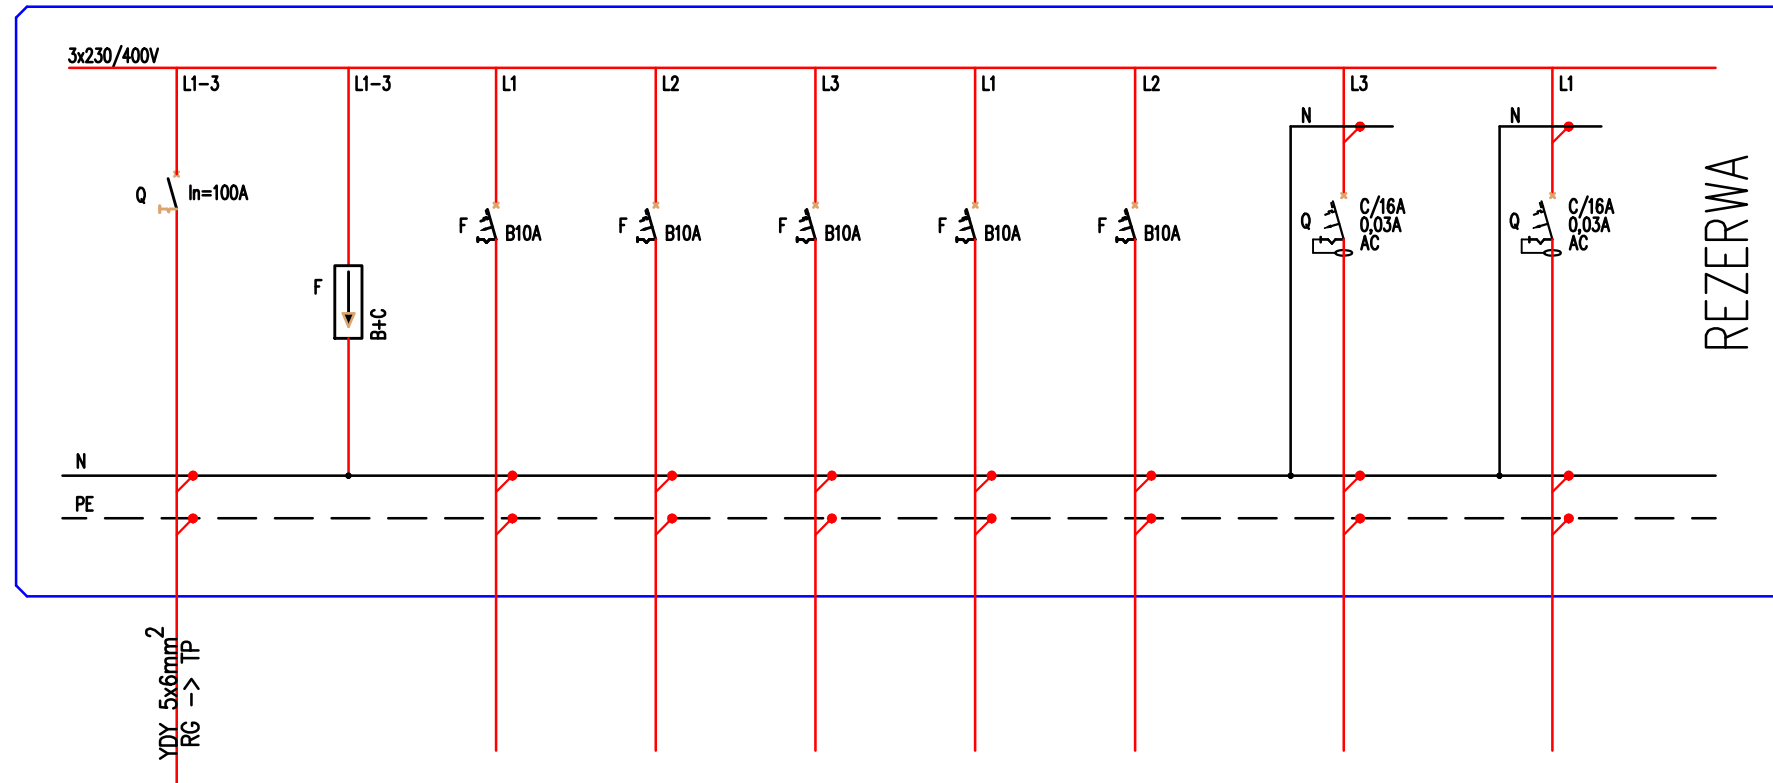 3x230/400V
L1-3
L1-3
L1
L2
L3
L1
L2
L3
L1
N
N
Q
In=100A
F
B+C
F
B10A
F
B10A
F
B10A
F
B10A
F
B10A
Q
C/16A
0,03A
AC
Q
C/16A
0,03A
AC
REZERWA
N
PE
YDY 5x6mm²
RG -> TP